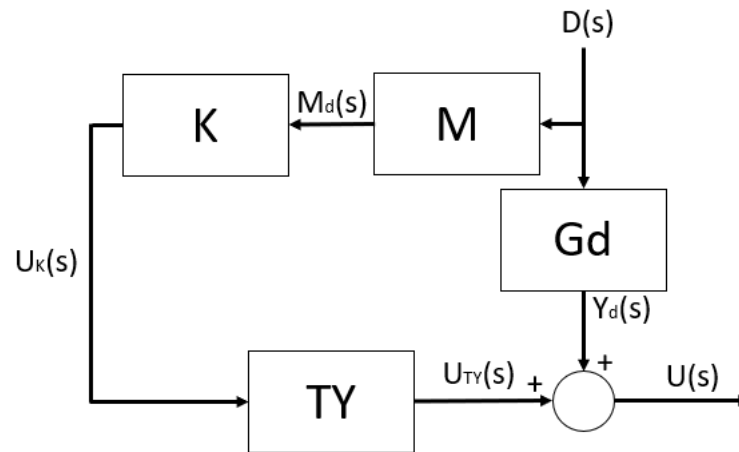 D(s)
K
Md(s)
M
Gd
UK(s)
Yd(s)
TY
UTY(s)
+
+
U(s)